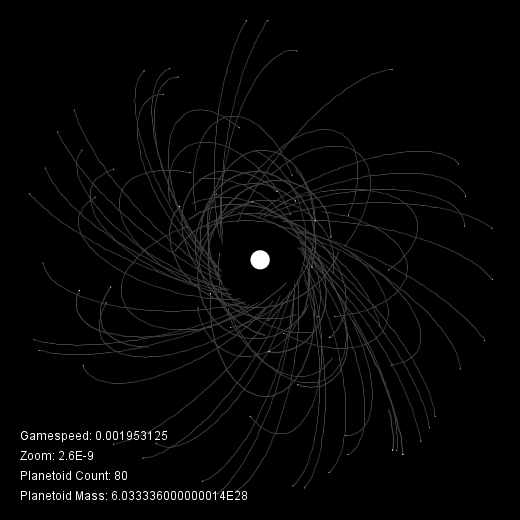 Gamespeed: 0.001953125
Zoom: 2.6E-9
Planetoid Count: 80
Planetoid Mass: 6.033336000000014E28